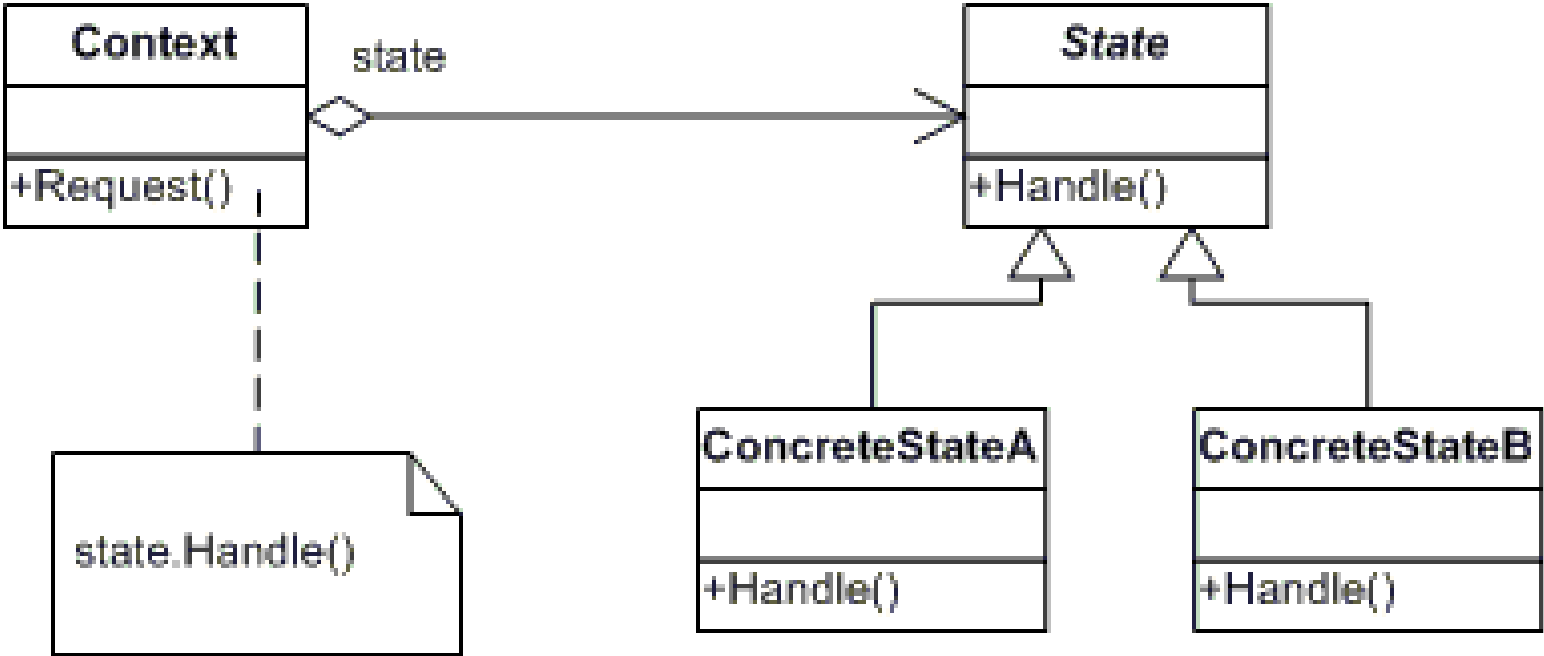 Context
state
State
+Request()
+Handle()
ConcreteStateA
ConcreteStateB
state.Handle()
+Handle()
+Handle()